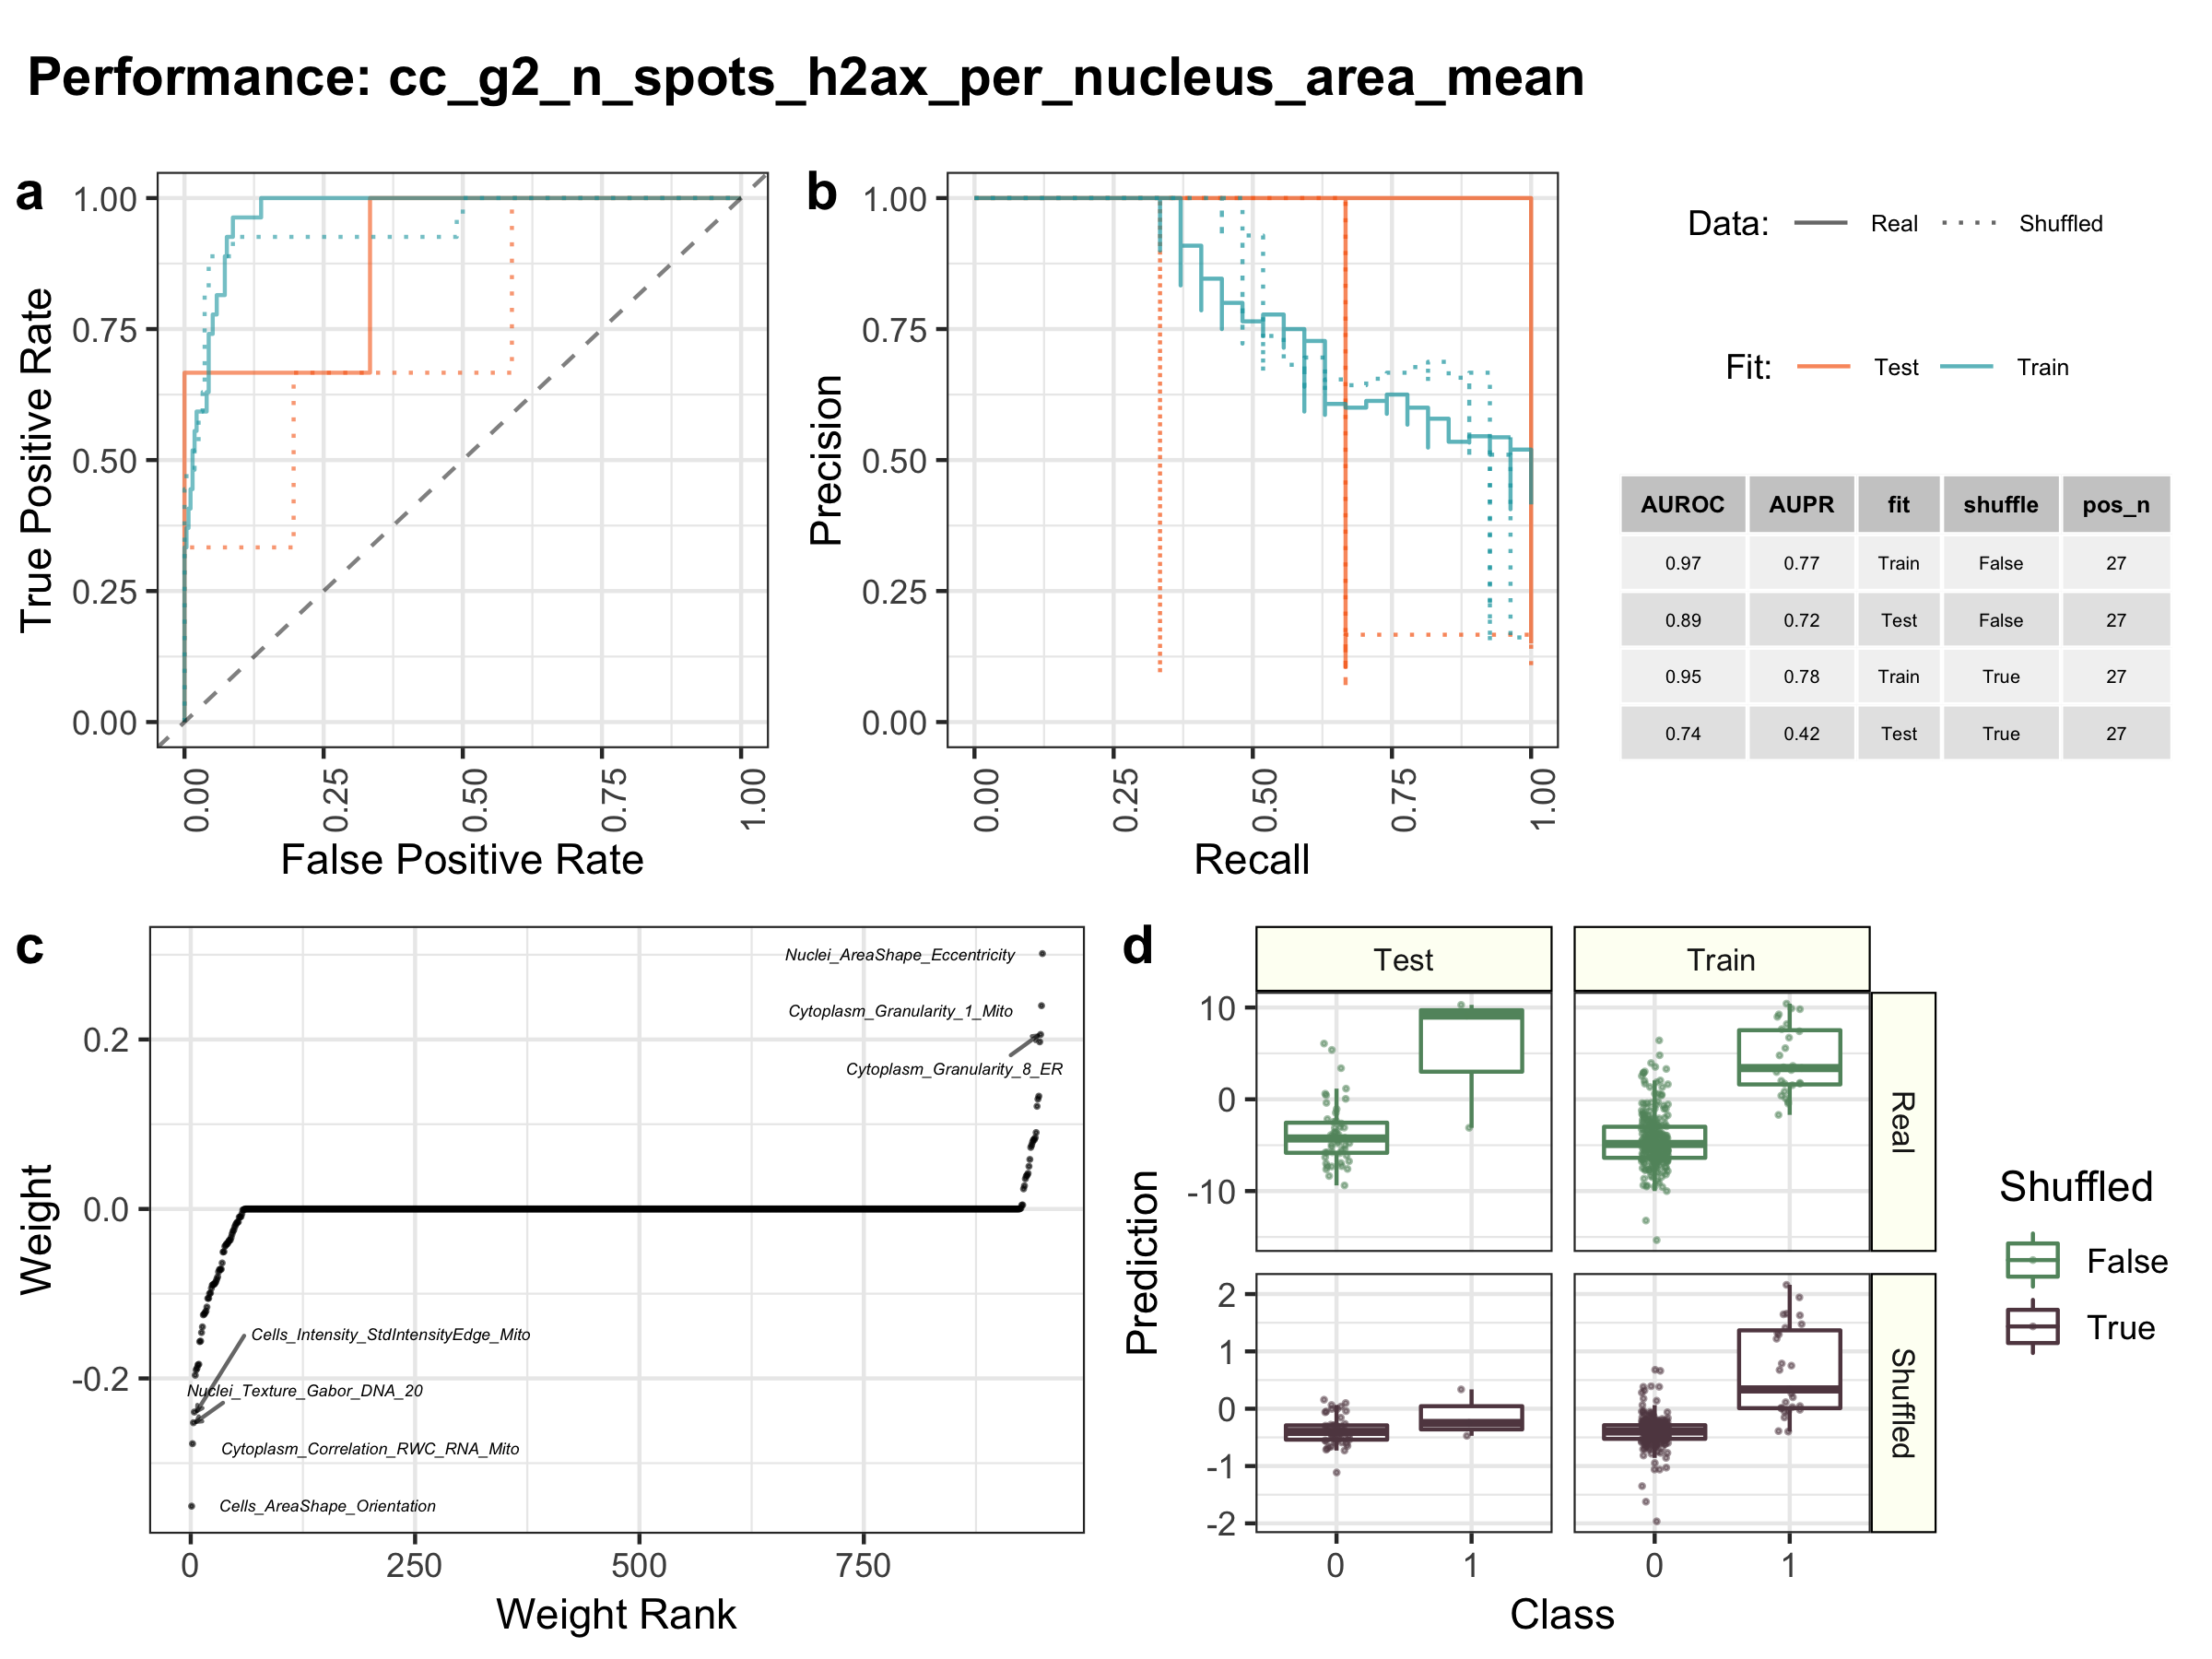 Performance: cc_g2_n_spots_h2ax_per_nucleus_area_mean
a
1.00
0.75
0.50
0.25
0.00
True Positive Rate
0.00
0.25
0.50
0.75
1.00
False Positive Rate
b
1.00
0.75
0.50
0.25
0.00
Precision
0.00
0.25
0.50
0.75
1.00
Recall
Data: Real Shuffled
Fit: Test Train
AUROC AUPR fit shuffle pos_n
0.97 0.77 Train False 27
0.89 0.72 Test False 27
0.95 0.78 Train True 27
0.74 0.42 Test True 27
c
0.2
0.0
-0.2
Weight
Nuclei_AreaShape_Eccentricity
Cytoplasm_Granularity_1_Mito
Cytoplasm_Granularity_8_ER
Cells_Intensity_StdIntensityEdge_Mito
Nuclei_Texture_Gabor_DNA_20
Cytoplasm_Correlation_RWC_RNA_Mito
Cells_AreaShape_Orientation
0 250 500 750
Weight Rank
d
Test Train
10
0
-10
Real
2
1
0
-1
-2
Shuffled
Prediction
0 1 0 1
Class
Shuffled
False
True